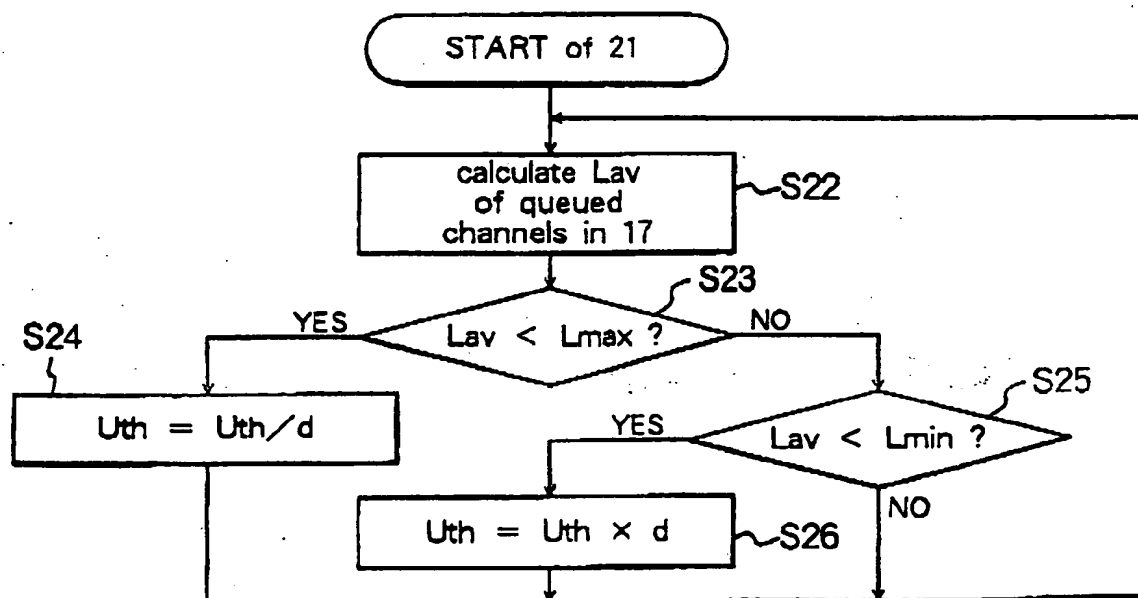 START of 21
calculate Lav
of queued
channels in 17
S22
S23
Lav < Lmax ?
YES
NO
S24
Uth = Uth/d
S25
Lav < Lmin ?
YES
NO
Uth = Uth × d
S26